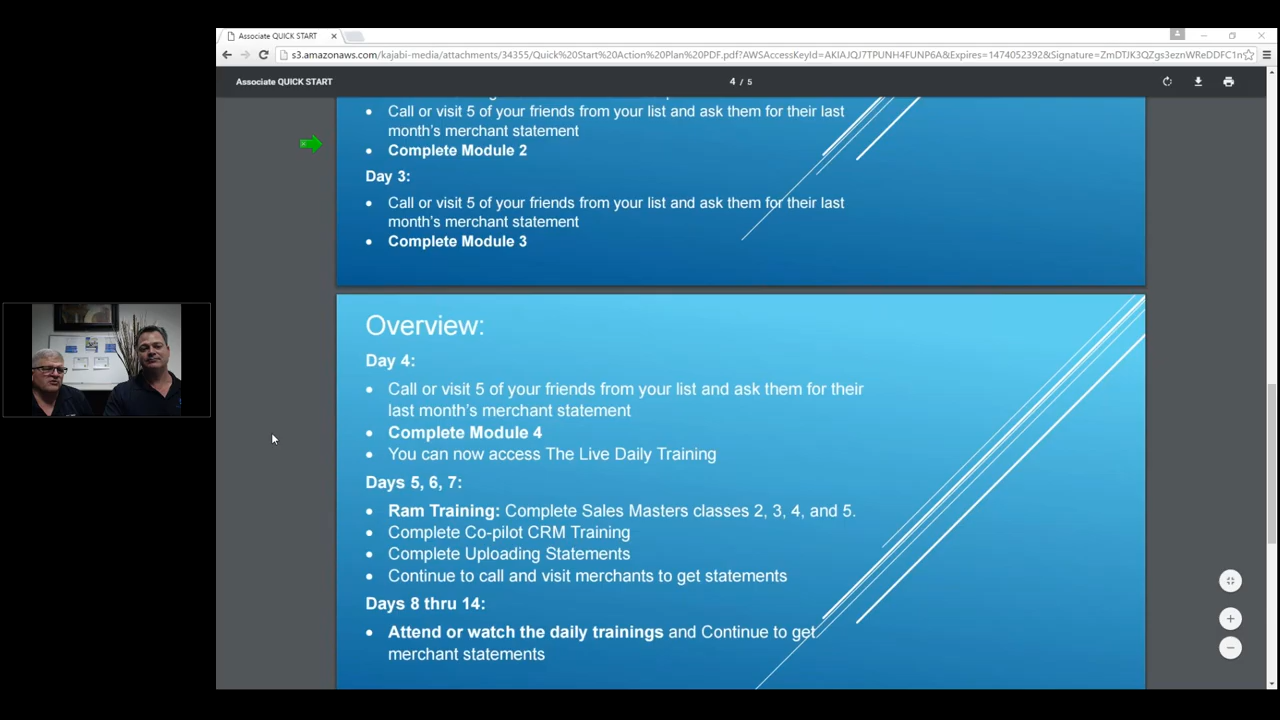 Associate QUICK START
s3.amazonaws.com/kajabi-media/attachments/34355/Quick%20Start%20Action%20Plan%20PDF.pdf?AWSAccessKeyId=AKIAJQJ7TPUNH4FUNP6A&Expires=1474052392&Signature=ZmDTJK3QZgs3eznWReDDFC1n
Associate QUICK START
4 / 5
• Call or visit 5 of your friends from your list and ask them for their last
month's merchant statement
• Complete Module 2
Day 3:
• Call or visit 5 of your friends from your list and ask them for their last
month's merchant statement
• Complete Module 3
Overview:
Day 4:
• Call or visit 5 of your friends from your list and ask them for their
last month's merchant statement
• Complete Module 4
• You can now access The Live Daily Training
Days 5, 6, 7:
• Ram Training: Complete Sales Masters classes 2, 3, 4, and 5.
• Complete Co-pilot CRM Training
• Complete Uploading Statements
• Continue to call and visit merchants to get statements
Days 8 thru 14:
• Attend or watch the daily trainings and Continue to get
merchant statements